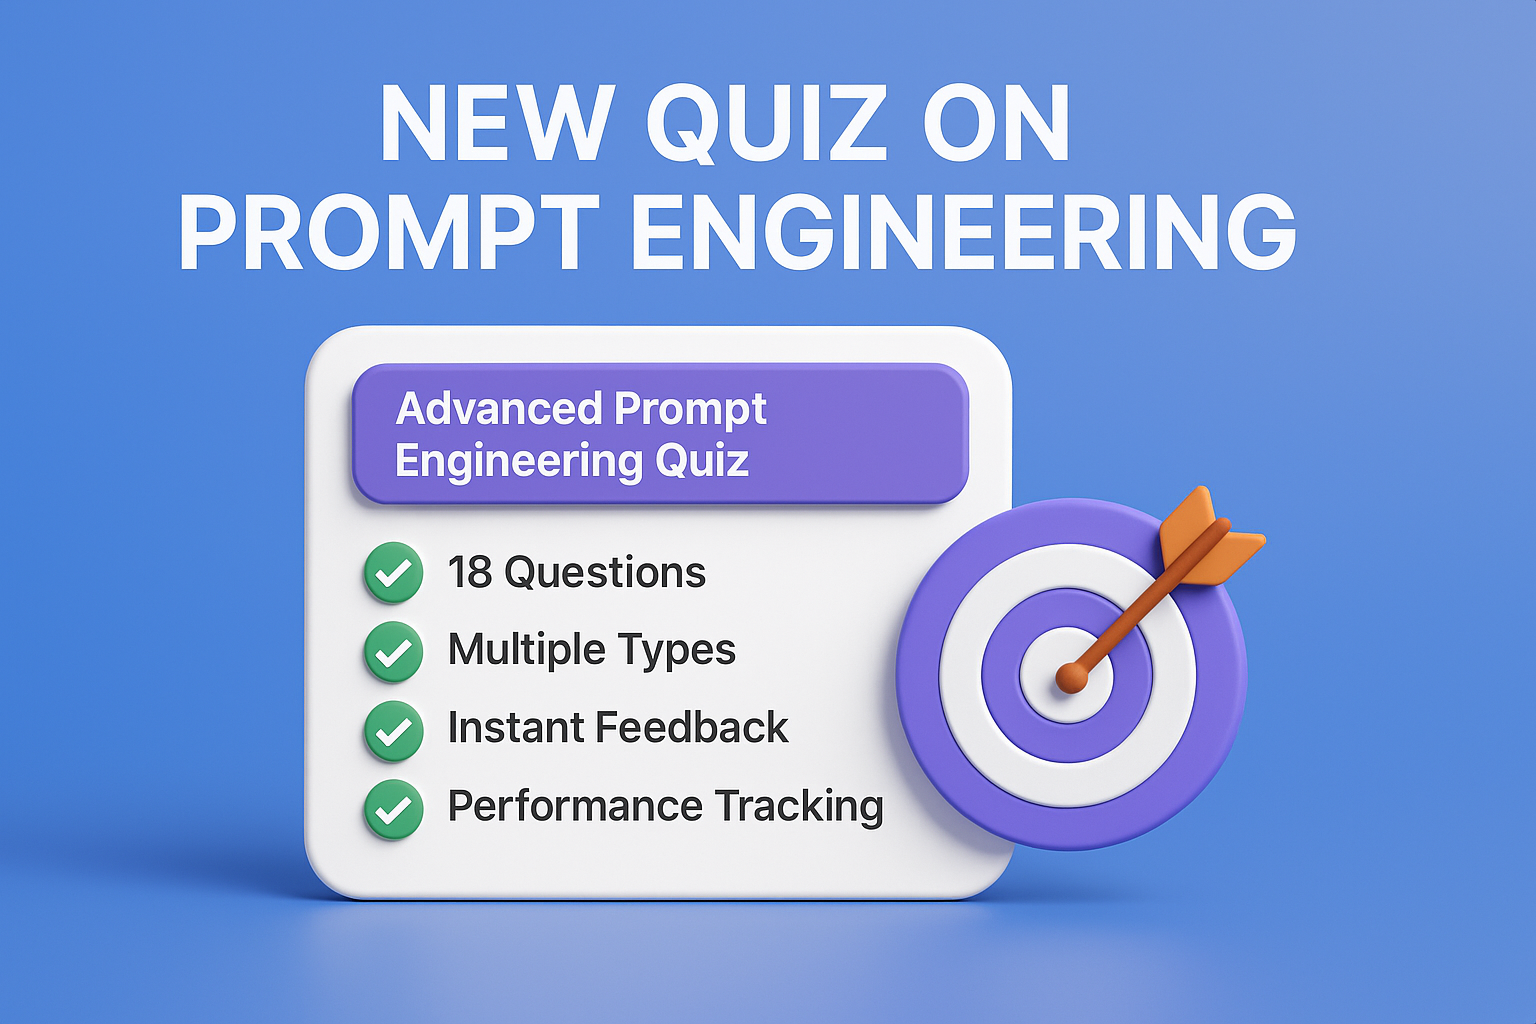 NEW QUIZ ON
PROMPT ENGINEERING
Advanced Prompt
Engineering Quiz
18 Questions
Multiple Types
Instant Feedback
Performance Tracking